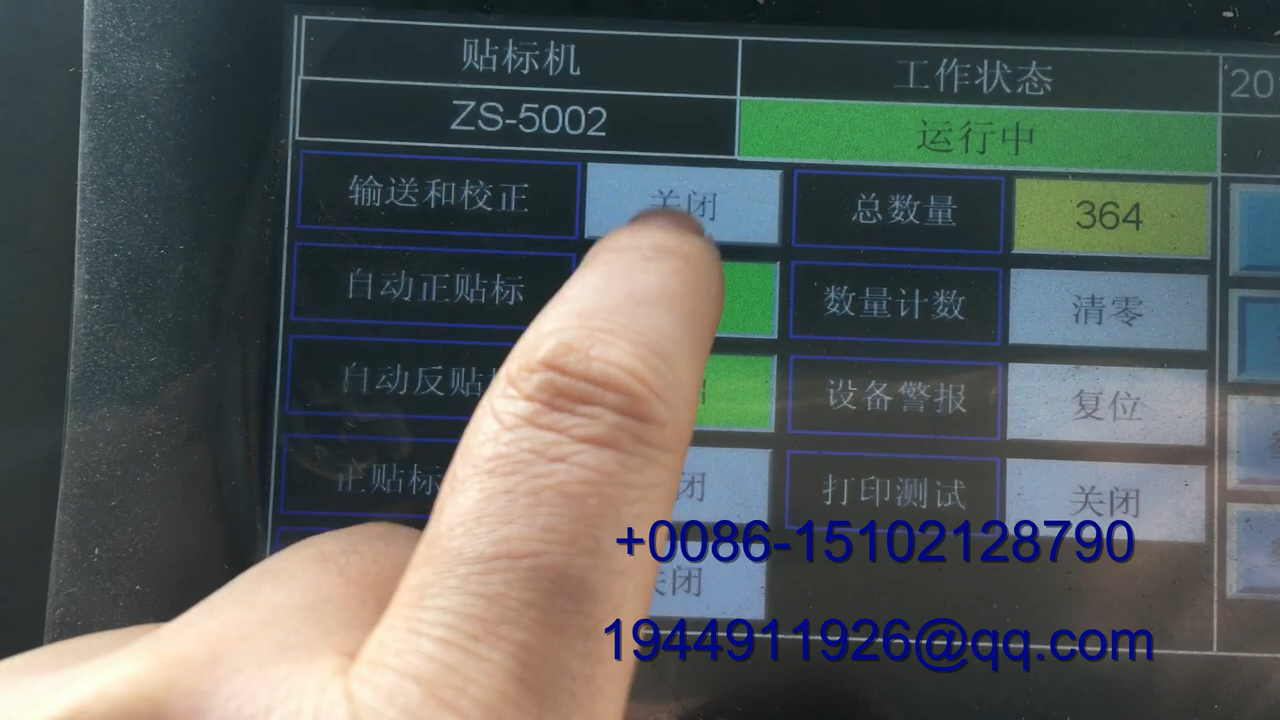 贴标机 工作状态 20
ZS-5002 运行中
输送和校正 关闭 总数量 364
自动正贴标 数量计数 清零
自动反贴 设备警报 复位
正贴标 闭 打印测试 关闭
+0086-15102128790
关闭
1944911926@qq.com